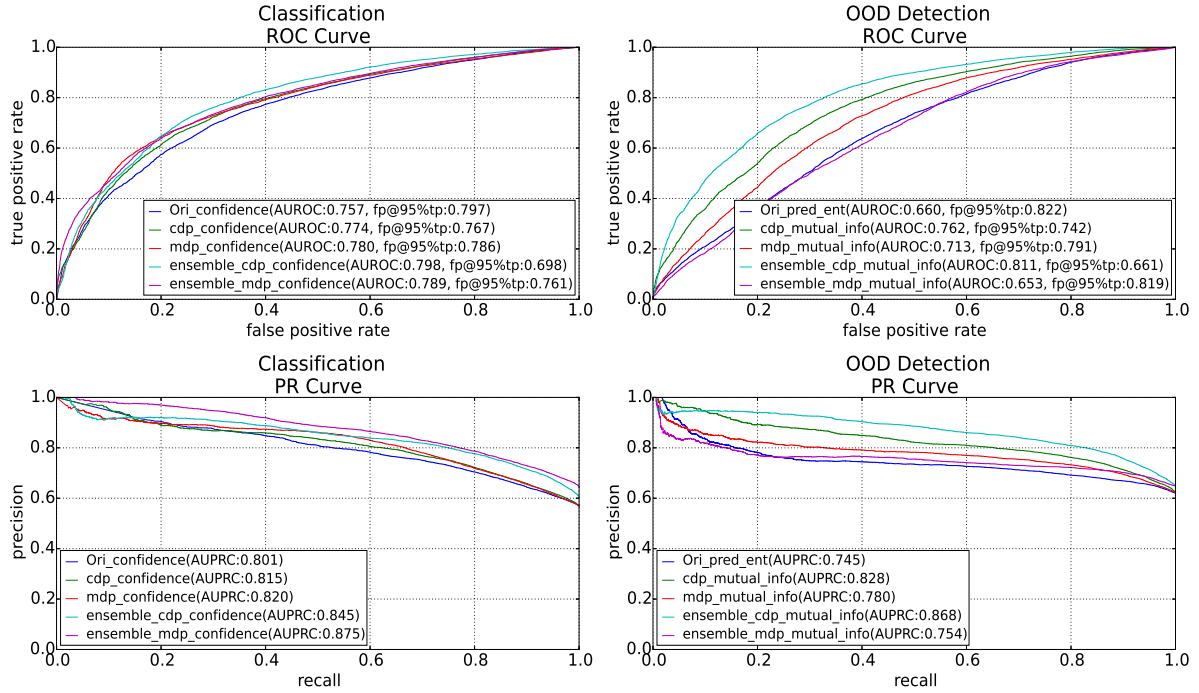 Classification
ROC Curve
1.0
0.8
0.6
0.4
0.2
0.0
true positive rate
Ori_confidence(AUROC:0.757, fp@95%tp:0.797)
cdp_confidence(AUROC:0.774, fp@95%tp:0.767)
mdp_confidence(AUROC:0.780, fp@95%tp:0.786)
ensemble_cdp_confidence(AUROC:0.798, fp@95%tp:0.698)
ensemble_mdp_confidence(AUROC:0.789, fp@95%tp:0.761)
0.0 0.2 0.4 0.6 0.8 1.0
false positive rate
OOD Detection
ROC Curve
1.0
0.8
0.6
0.4
0.2
0.0
true positive rate
Ori_pred_ent(AUROC:0.660, fp@95%tp:0.822)
cdp_mutual_info(AUROC:0.762, fp@95%tp:0.742)
mdp_mutual_info(AUROC:0.713, fp@95%tp:0.791)
ensemble_cdp_mutual_info(AUROC:0.811, fp@95%tp:0.661)
ensemble_mdp_mutual_info(AUROC:0.653, fp@95%tp:0.819)
0.0 0.2 0.4 0.6 0.8 1.0
false positive rate
Classification
PR Curve
1.0
0.8
0.6
0.4
0.2
0.0
precision
Ori_confidence(AUPRC:0.801)
cdp_confidence(AUPRC:0.815)
mdp_confidence(AUPRC:0.820)
ensemble_cdp_confidence(AUPRC:0.845)
ensemble_mdp_confidence(AUPRC:0.875)
0.0 0.2 0.4 0.6 0.8 1.0
recall
OOD Detection
PR Curve
1.0
0.8
0.6
0.4
0.2
0.0
precision
Ori_pred_ent(AUPRC:0.745)
cdp_mutual_info(AUPRC:0.828)
mdp_mutual_info(AUPRC:0.780)
ensemble_cdp_mutual_info(AUPRC:0.868)
ensemble_mdp_mutual_info(AUPRC:0.754)
0.0 0.2 0.4 0.6 0.8 1.0
recall